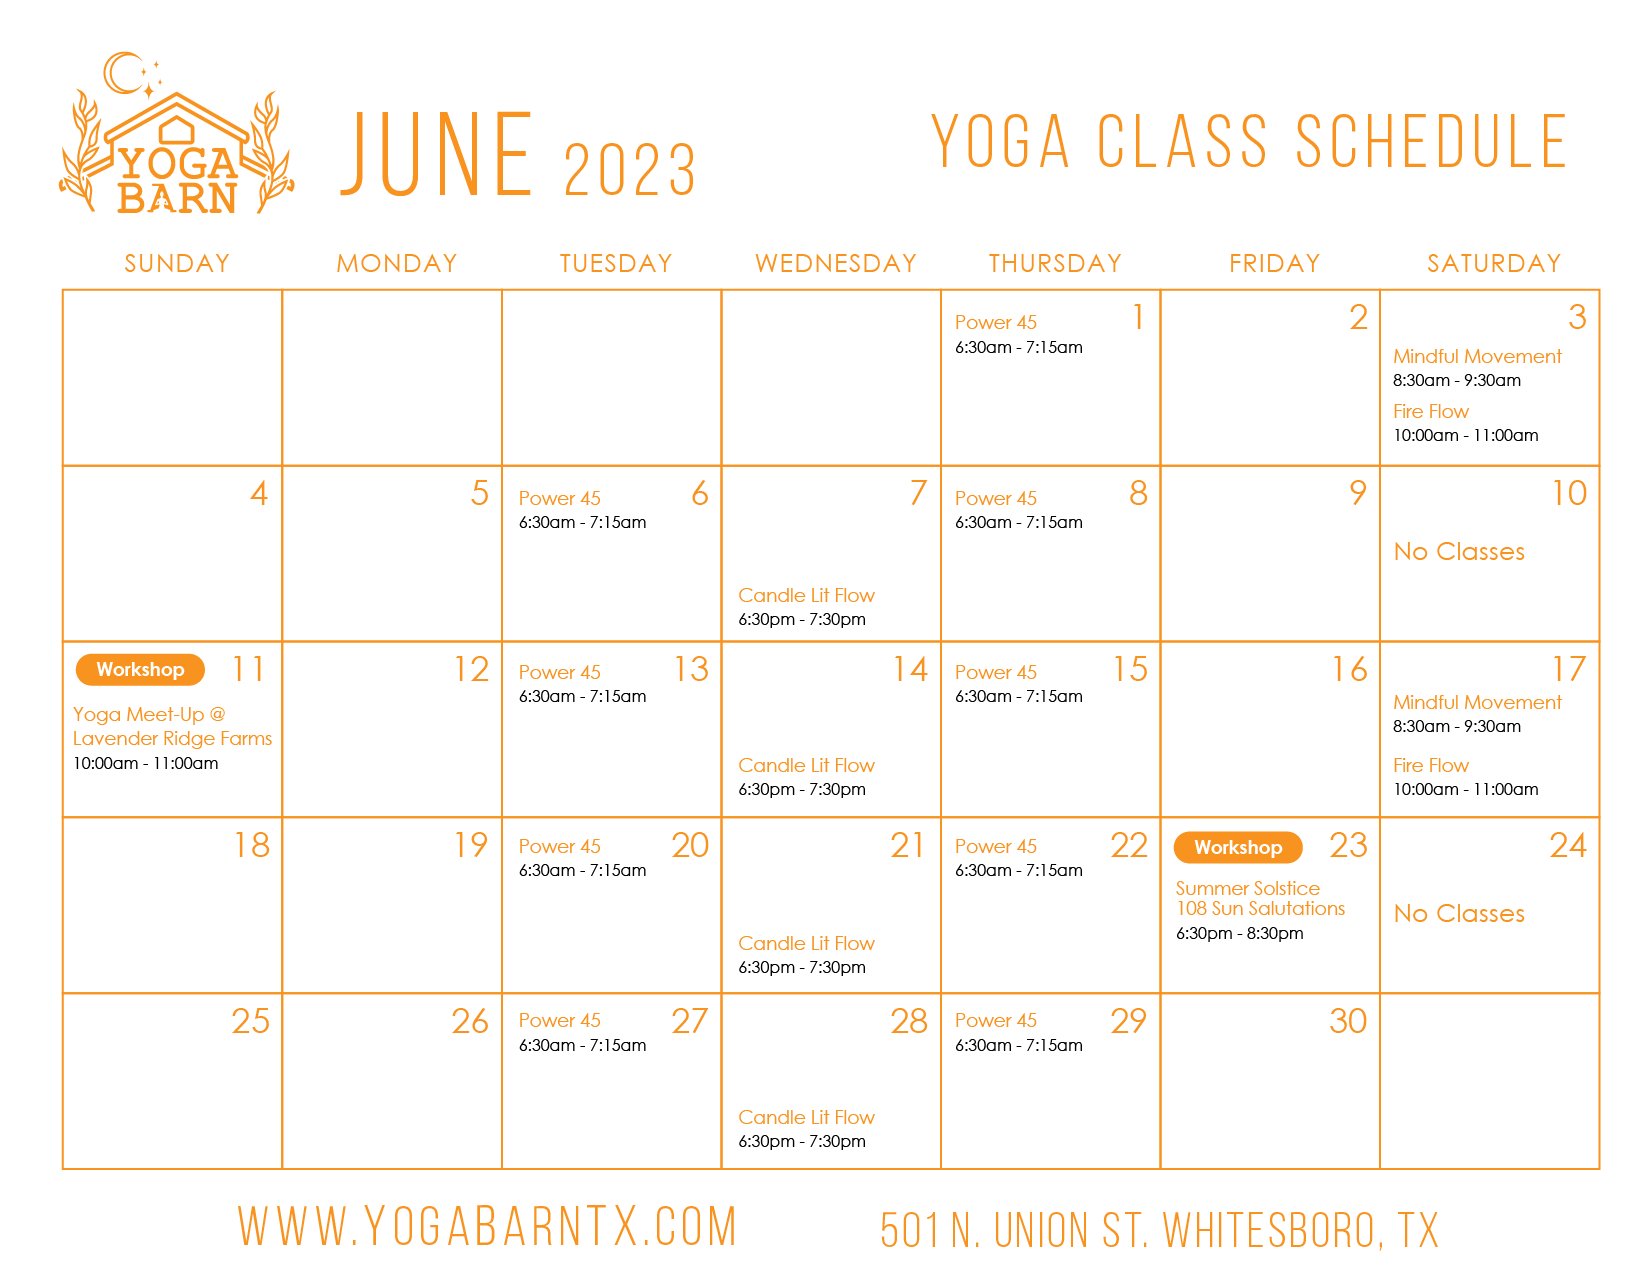 YOGA
BARN
JUNE 2023
YOGA CLASS SCHEDULE
SUNDAY MONDAY TUESDAY WEDNESDAY THURSDAY FRIDAY SATURDAY
1
Power 45
6:30am - 7:15am
2
3
Mindful Movement
8:30am - 9:30am
Fire Flow
10:00am - 11:00am
4
5
6
Power 45
6:30am - 7:15am
7
Candle Lit Flow
6:30pm - 7:30pm
8
Power 45
6:30am - 7:15am
9
10
No Classes
Workshop 11
Yoga Meet-Up @
Lavender Ridge Farms
10:00am - 11:00am
12
13
Power 45
6:30am - 7:15am
14
Candle Lit Flow
6:30pm - 7:30pm
15
Power 45
6:30am - 7:15am
16
17
Mindful Movement
8:30am - 9:30am
Fire Flow
10:00am - 11:00am
18
19
20
Power 45
6:30am - 7:15am
21
Candle Lit Flow
6:30pm - 7:30pm
22
Power 45
6:30am - 7:15am
Workshop 23
Summer Solstice
108 Sun Salutations
6:30pm - 8:30pm
24
No Classes
25
26
27
Power 45
6:30am - 7:15am
28
Candle Lit Flow
6:30pm - 7:30pm
29
Power 45
6:30am - 7:15am
30
WWW.YOGABARNTX.COM
501 N. UNION ST. WHITESBORO, TX